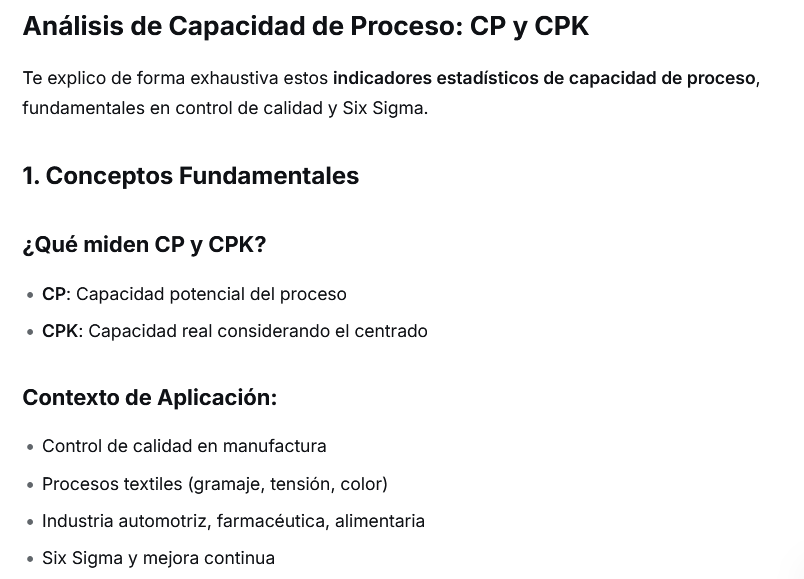 Análisis de Capacidad de Proceso: CP y CPK
Te explico de forma exhaustiva estos indicadores estadísticos de capacidad de proceso,
fundamentales en control de calidad y Six Sigma.
1. Conceptos Fundamentales
¿Qué miden CP y CPK?
• CP: Capacidad potencial del proceso
• CPK: Capacidad real considerando el centrado
Contexto de Aplicación:
• Control de calidad en manufactura
• Procesos textiles (gramaje, tensión, color)
• Industria automotriz, farmacéutica, alimentaria
• Six Sigma y mejora continua